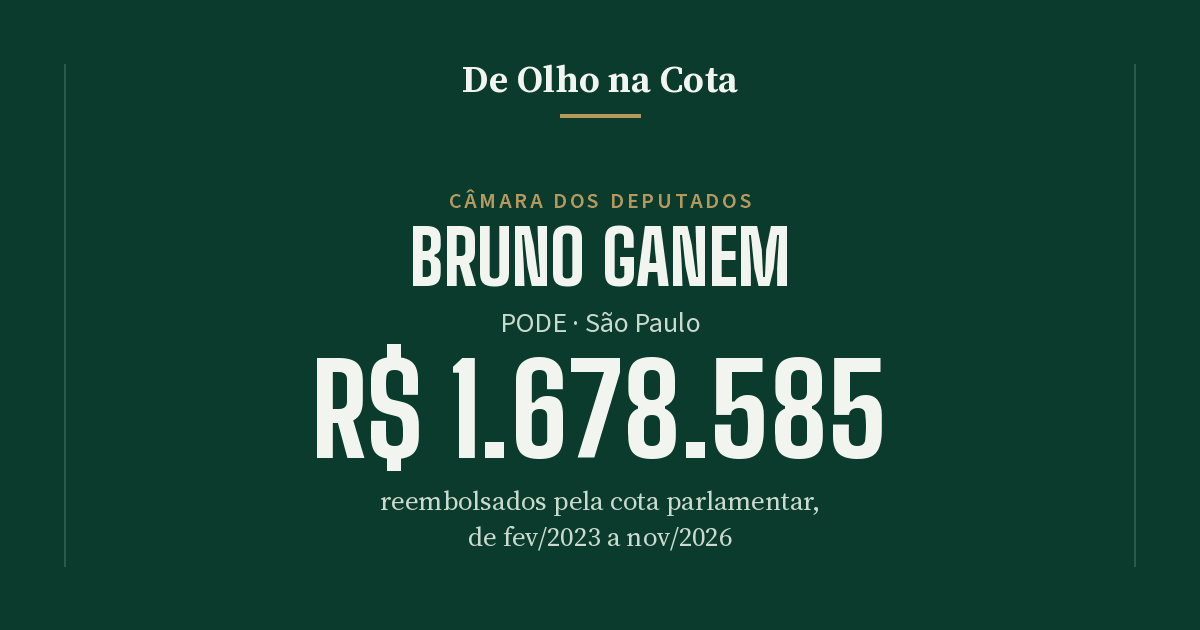 De Olho na Cota
CÂMARA DOS DEPUTADOS
BRUNO GANEM
PODE · São Paulo
R$ 1.678.585
reembolsados pela cota parlamentar,
de fev/2023 a nov/2026